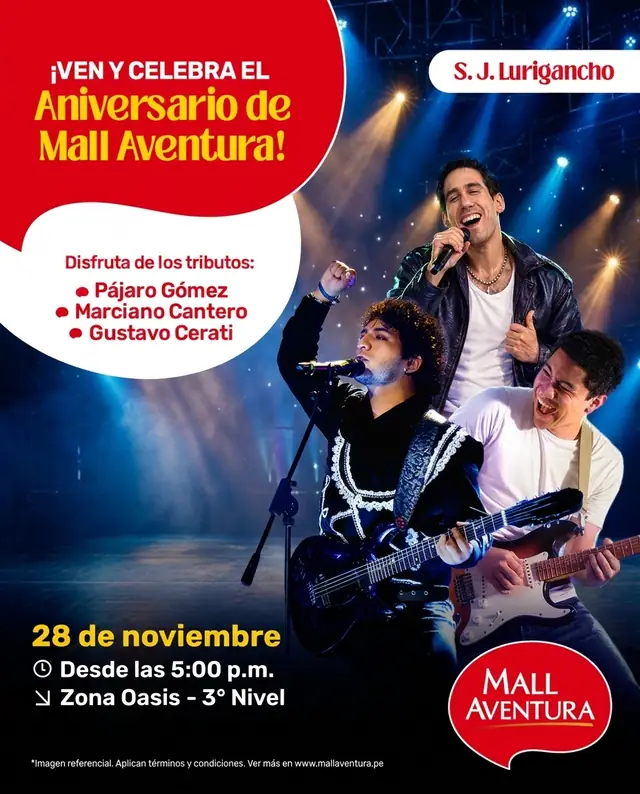 ¡VEN Y CELEBRA EL
Aniversario de
Mall Aventura!
S. J. Lurigancho
Disfruta de los tributos:
Pájaro Gómez
Marciano Cantero
Gustavo Cerati
28 de noviembre
Desde las 5:00 p.m.
Zona Oasis - 3° Nivel
MALL
AVENTURA
*Imagen referencial. Aplican términos y condiciones. Ver más en www.mallaventura.pe